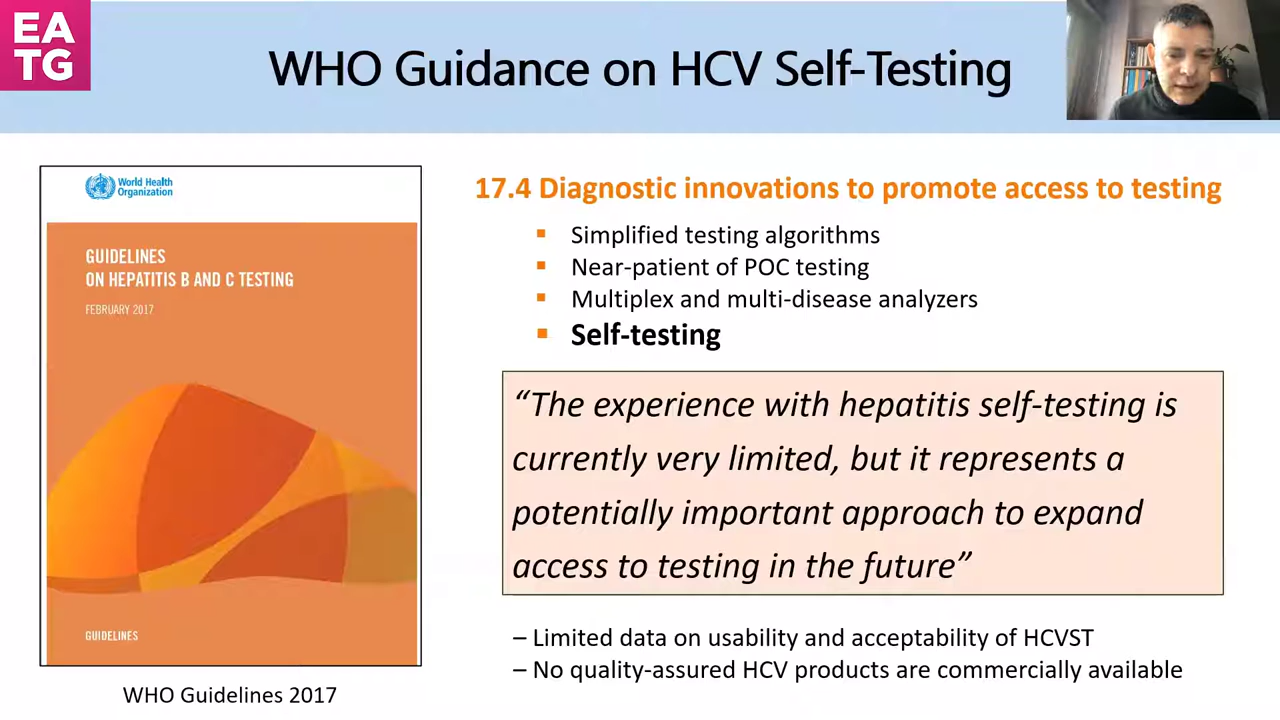 EA
TG
WHO Guidance on HCV Self-Testing
World Health
Organization
GUIDELINES
ON HEPATITIS B AND C TESTING
FEBRUARY 2017
GUIDELINES
WHO Guidelines 2017
17.4 Diagnostic innovations to promote access to testing
▪ Simplified testing algorithms
▪ Near-patient of POC testing
▪ Multiplex and multi-disease analyzers
▪ Self-testing
“The experience with hepatitis self-testing is
currently very limited, but it represents a
potentially important approach to expand
access to testing in the future”
– Limited data on usability and acceptability of HCVST
– No quality-assured HCV products are commercially available